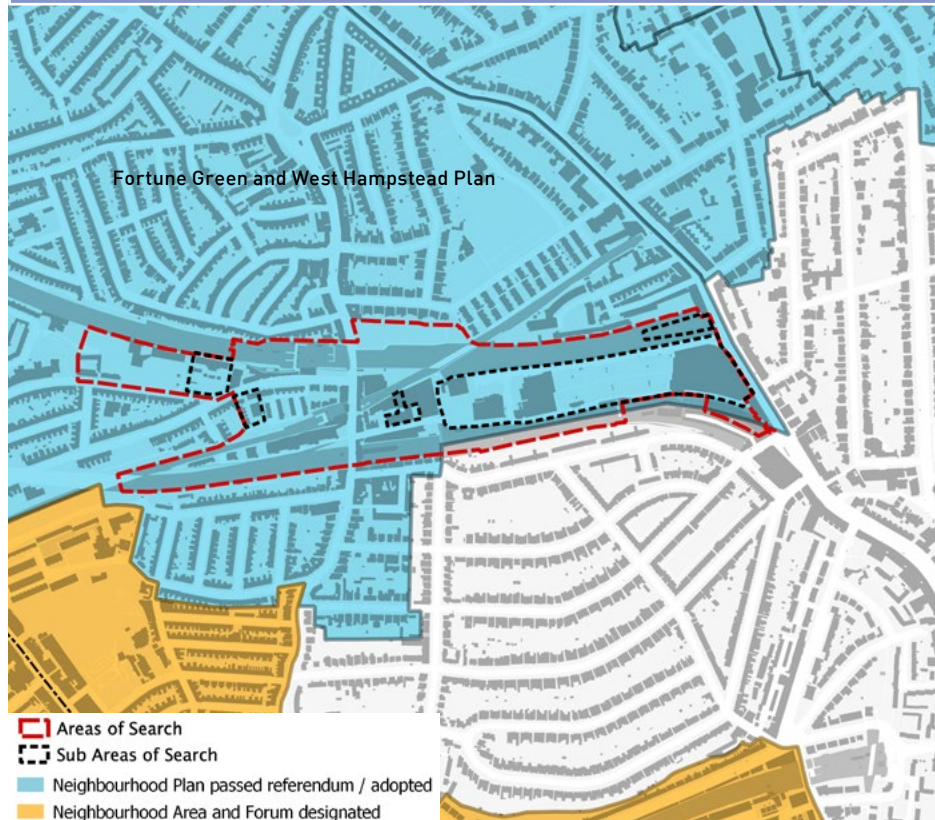 Fortune Green and West Hampstead Plan
Areas of Search
Sub Areas of Search
Neighbourhood Plan passed referendum / adopted
Neighbourhood Area and Forum designated